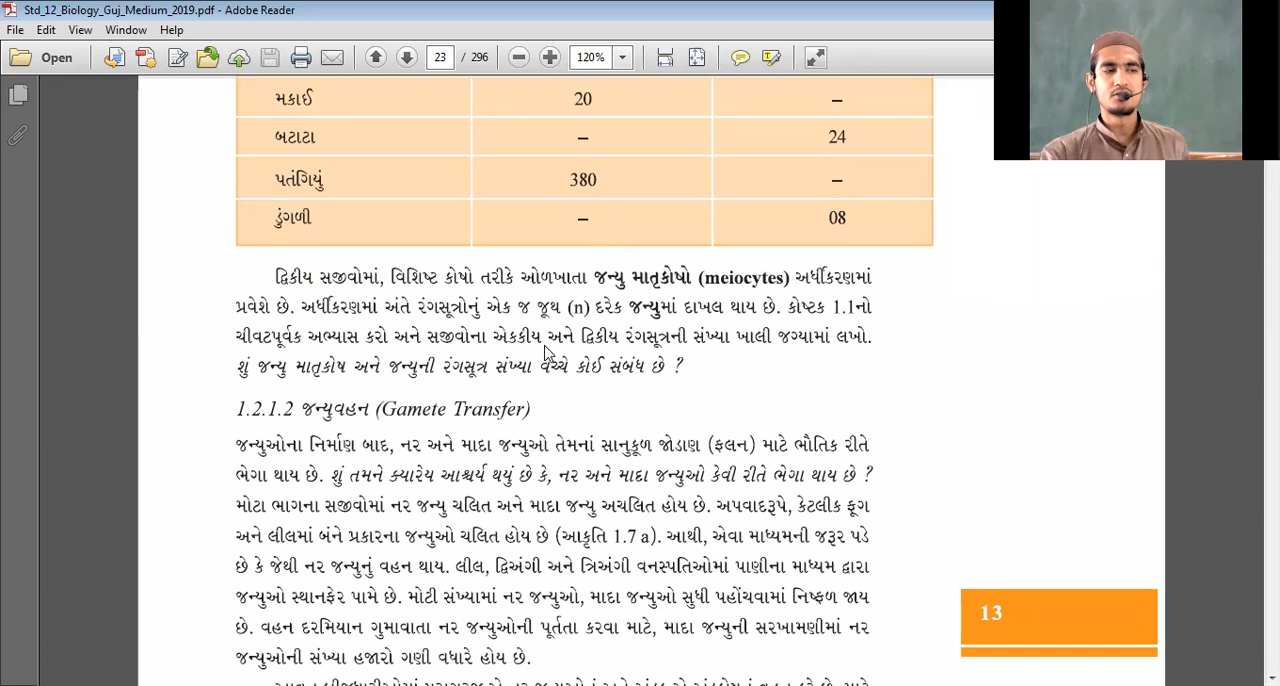 Std_12_Biology_Guj_Medium_2019.pdf - Adobe Reader
File Edit View Window Help
Open 23 / 296 120%
મકાઈ 20 –
બટાટા – 24
પતંગિયું 380 –
ડુંગળી – 08
દ્વિકીય સજીવોમાં, વિશિષ્ટ કોષો તરીકે ઓળખાતા જન્યુ માતૃકોષો (meiocytes) અર્ધીકરણમાં
પ્રવેશે છે. અર્ધીકરણમાં અંતે રંગસૂત્રોનું એક જ જૂથ (n) દરેક જન્યુમાં દાખલ થાય છે. કોષ્ટક 1.1નો
ચીવટપૂર્વક અભ્યાસ કરો અને સજીવોના એકકીય અને દ્વિકીય રંગસૂત્રની સંખ્યા ખાલી જગ્યામાં લખો.
શું જન્યુ માતૃકોષ અને જન્યુની રંગસૂત્ર સંખ્યા વચ્ચે કોઈ સંબંધ છે ?
1.2.1.2 જન્યુવહન (Gamete Transfer)
જન્યુઓના નિર્માણ બાદ, નર અને માદા જન્યુઓ તેમનાં સાનુકૂળ જોડાણ (ફલન) માટે ભૌતિક રીતે
ભેગા થાય છે. શું તમને ક્યારેય આશ્ચર્ય થયું છે કે, નર અને માદા જન્યુઓ કેવી રીતે ભેગા થાય છે ?
મોટા ભાગના સજીવોમાં નર જન્યુ ચલિત અને માદા જન્યુ અચલિત હોય છે. અપવાદરૂપે, કેટલીક ફૂગ
અને લીલમાં બંને પ્રકારના જન્યુઓ ચલિત હોય છે (આકૃતિ 1.7 a). આથી, એવા માધ્યમની જરૂર પડે
છે કે જેથી નર જન્યુનું વહન થાય. લીલ, દ્વિઅંગી અને ત્રિઅંગી વનસ્પતિઓમાં પાણીના માધ્યમ દ્વારા
જન્યુઓ સ્થાનફેર પામે છે. મોટી સંખ્યામાં નર જન્યુઓ, માદા જન્યુઓ સુધી પહોંચવામાં નિષ્ફળ જાય
છે. વહન દરમિયાન ગુમાવાતા નર જન્યુઓની પૂર્તતા કરવા માટે, માદા જન્યુની સરખામણીમાં નર
જન્યુઓની સંખ્યા હજારો ગણી વધારે હોય છે.
13